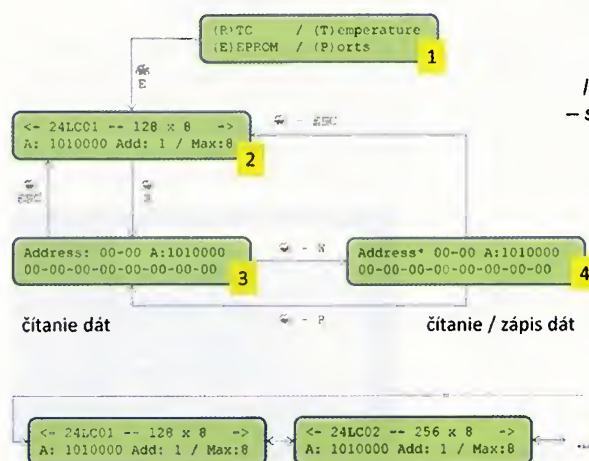 (R)TC / (T)emperature
(E)EPROM / (P)orts
1
E
<- 24LC01 -- 128 x 8 ->
A: 1010000 Add: 1 / Max:8
2
- ESC
ESC
Address: 00-00 A:1010000
00-00-00-00-00-00-00-00
3
- W
Address* 00-00 A:1010000
00-00-00-00-00-00-00-00
4
- P
čítanie dát
čítanie / zápis dát
<- 24LC01 -- 128 x 8 ->
A: 1010000 Add: 1 / Max:8
<- 24LC02 -- 256 x 8 ->
A: 1010000 Add: 1 / Max:8